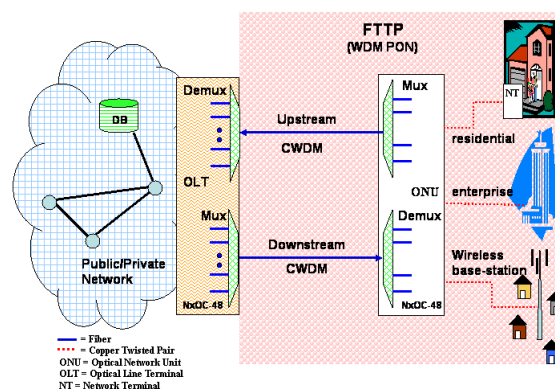 FTTP
(WDM PON)
Demux
Mux
NT
DB
Upstream
CWDM
residential
OLT
ONU
enterprise
Mux
Demux
Downstream
CWDM
Wireless
base-station
Public/Private
Network
NxOC-48
NxOC-48
= Fiber
= Copper Twisted Pair
ONU = Optical Network Unit
OLT = Optical Line Terminal
NT = Network Terminal